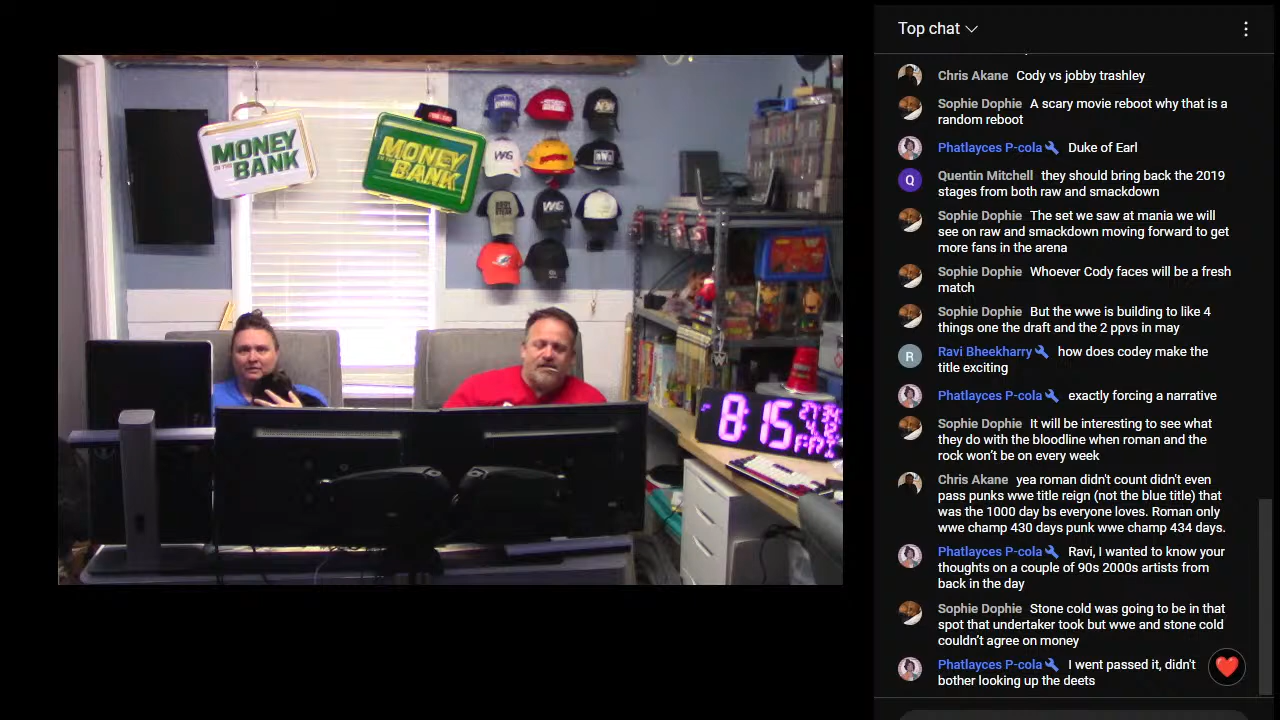 Top chat
Chris Akane Cody vs jobby trashley
Sophie Dophie A scary movie reboot why that is a
random reboot
Phatlayces P-cola Duke of Earl
Quentin Mitchell they should bring back the 2019
stages from both raw and smackdown
Sophie Dophie The set we saw at mania we will
see on raw and smackdown moving forward to get
more fans in the arena
Sophie Dophie Whoever Cody faces will be a fresh
match
Sophie Dophie But the wwe is building to like 4
things one the draft and the 2 ppvs in may
Ravi Bheekharry how does codey make the
title exciting
Phatlayces P-cola exactly forcing a narrative
Sophie Dophie It will be interesting to see what
they do with the bloodline when roman and the
rock won't be on every week
Chris Akane yea roman didn't count didn't even
pass punks wwe title reign (not the blue title) that
was the 1000 day bs everyone loves. Roman only
wwe champ 430 days punk wwe champ 434 days.
Phatlayces P-cola Ravi, I wanted to know your
thoughts on a couple of 90s 2000s artists from
back in the day
Sophie Dophie Stone cold was going to be in that
spot that undertaker took but wwe and stone cold
couldn't agree on money
Phatlayces P-cola I went passed it, didn't
bother looking up the deets
Q
R
MONEY
IN THE
BANK
MONEY
IN THE
BANK
WG
WG
8:15
FRI